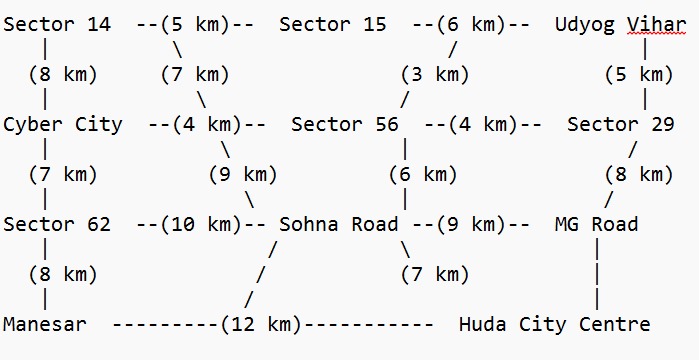 Sector 14 --(5 km)-- Sector 15 --(6 km)-- Udyog Vihar
| \ / |
(8 km) (7 km) (3 km) (5 km)
| \ / |
Cyber City --(4 km)-- Sector 56 --(4 km)-- Sector 29
| \ | /
(7 km) (9 km) (6 km) (8 km)
| \ | /
Sector 62 --(10 km)-- Sohna Road --(9 km)-- MG Road
| / \ |
(8 km) / (7 km) |
| / |
Manesar ---------(12 km)----------- Huda City Centre